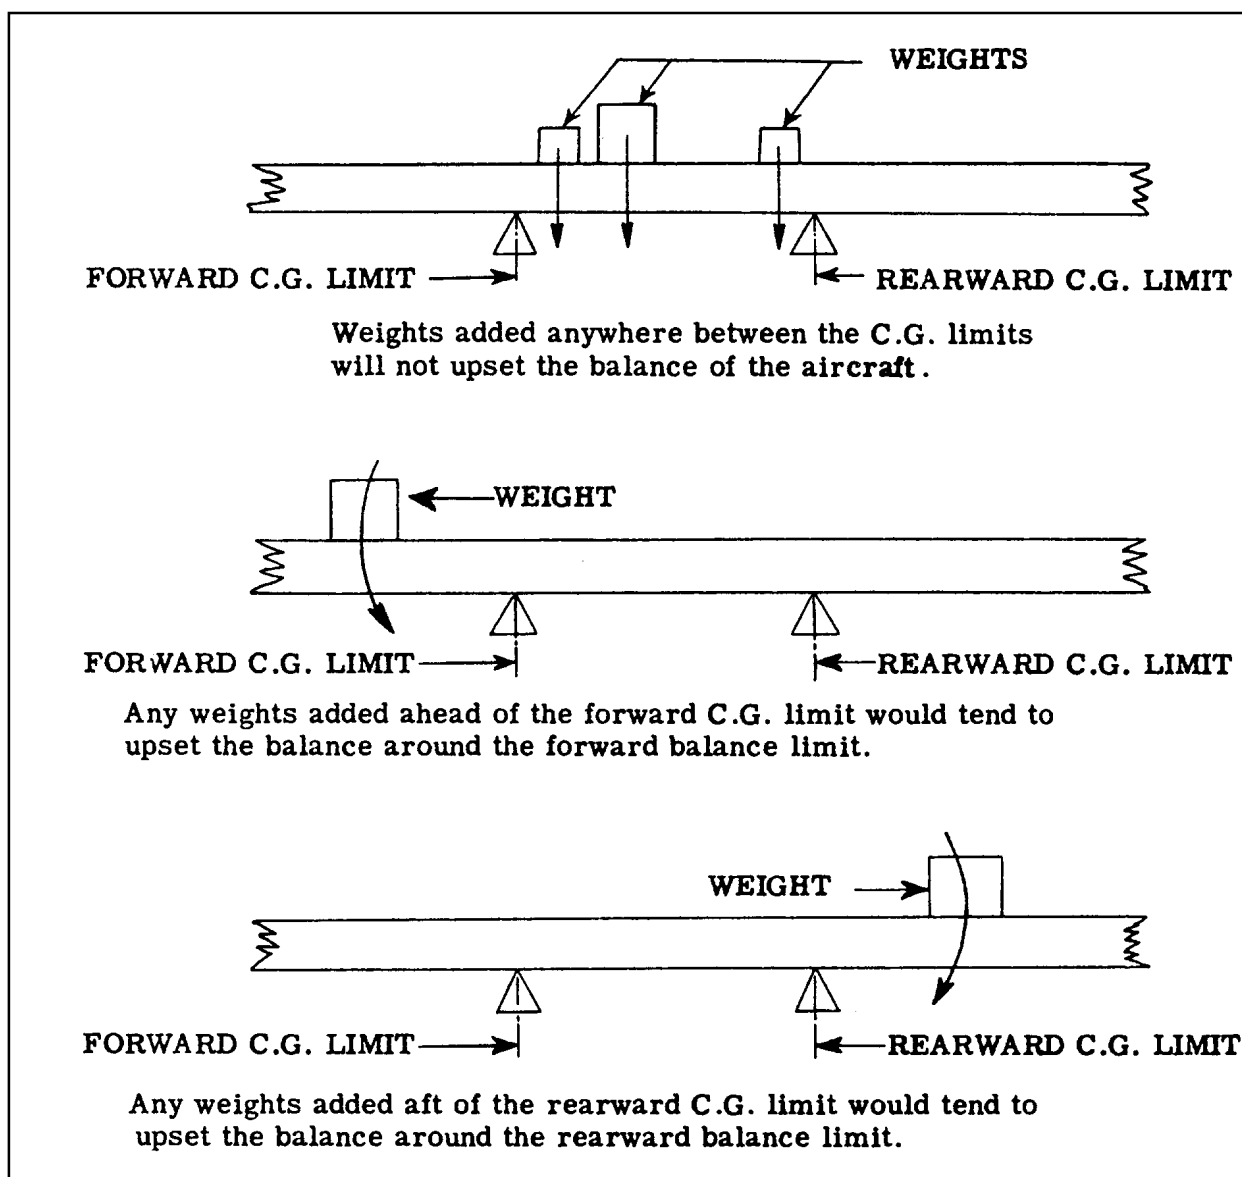 WEIGHTS
FORWARD C.G. LIMIT
REARWARD C.G. LIMIT
Weights added anywhere between the C.G. limits
will not upset the balance of the aircraft.
WEIGHT
FORWARD C.G. LIMIT
REARWARD C.G. LIMIT
Any weights added ahead of the forward C.G. limit would tend to
upset the balance around the forward balance limit.
WEIGHT
FORWARD C.G. LIMIT
REARWARD C.G. LIMIT
Any weights added aft of the rearward C.G. limit would tend to
upset the balance around the rearward balance limit.